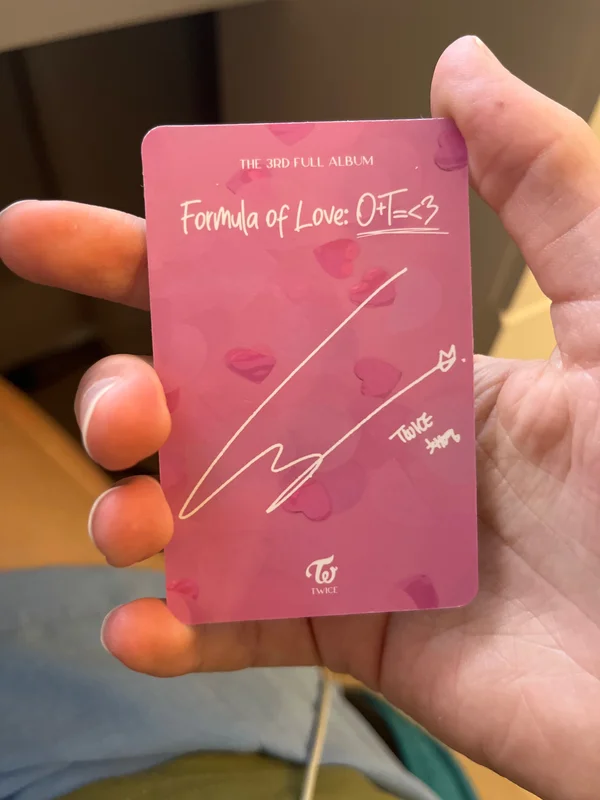 THE 3RD FULL ALBUM
Formula of Love: O+T=<3
TWICE
TWICE